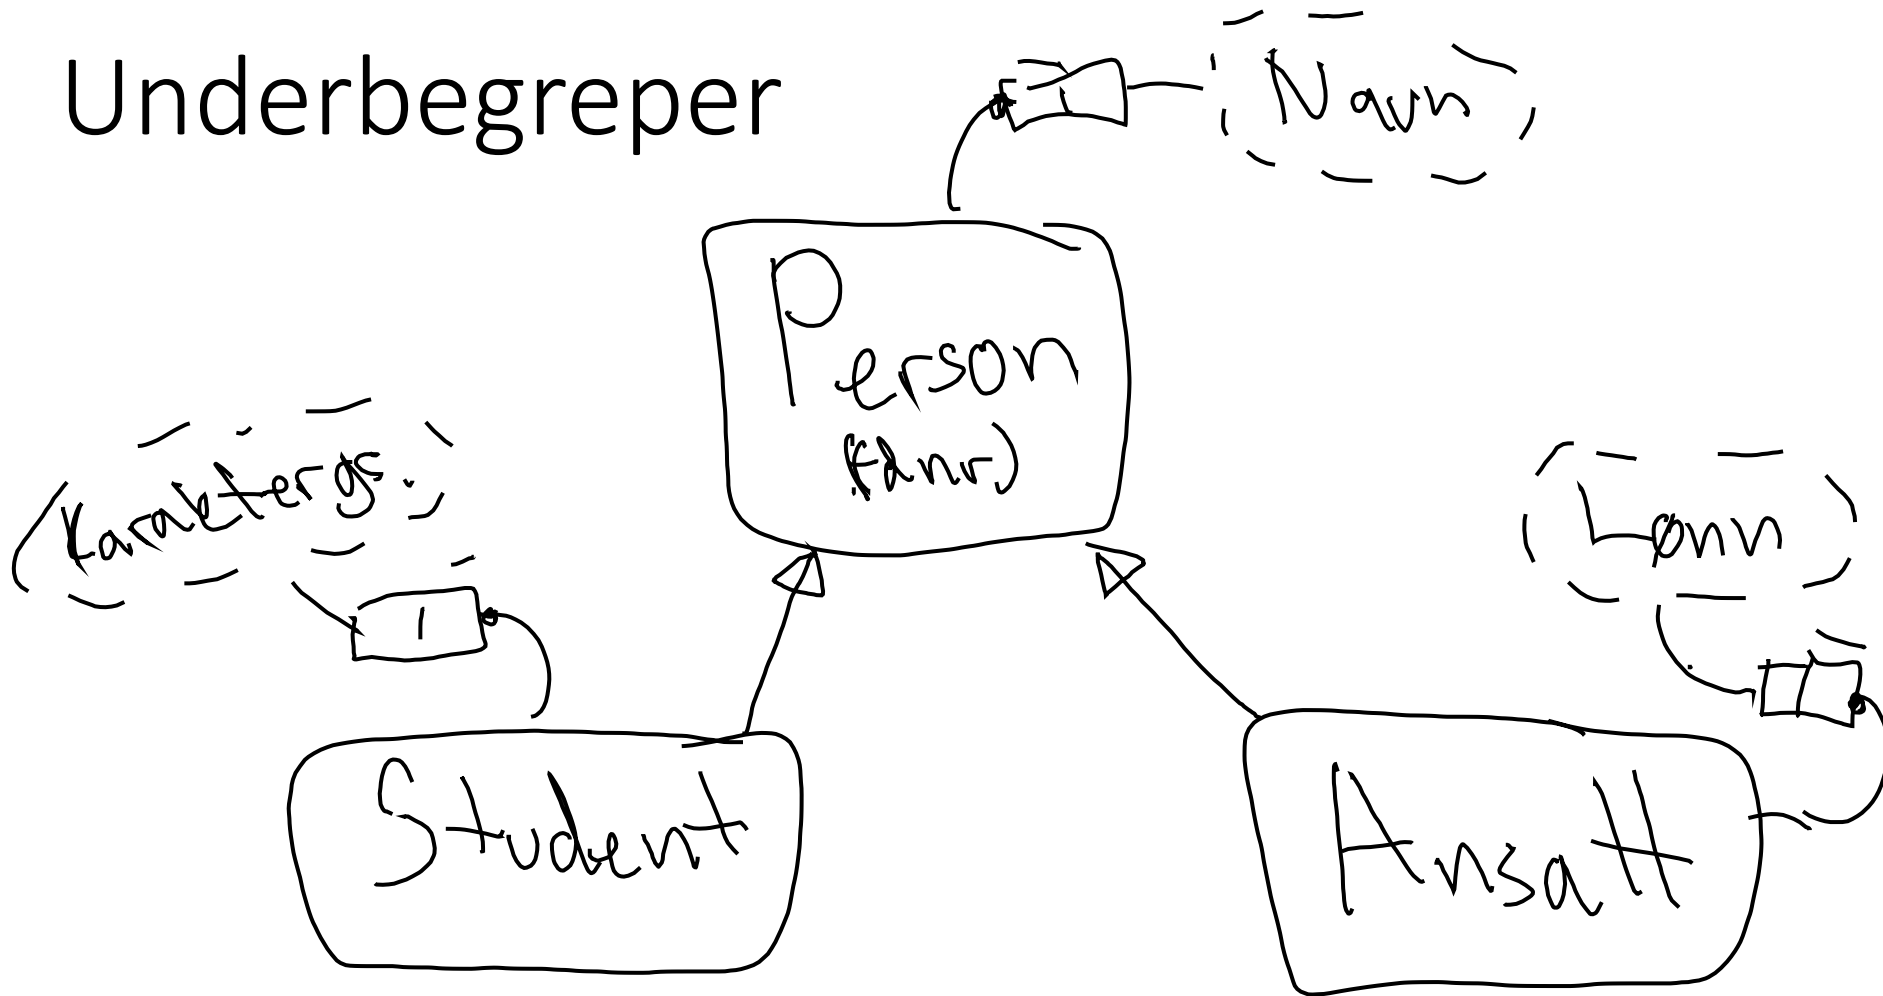 Underbegreper
Navn
Person
(fdnr)
Karaktergs.
Lønn
Student
Ansatt